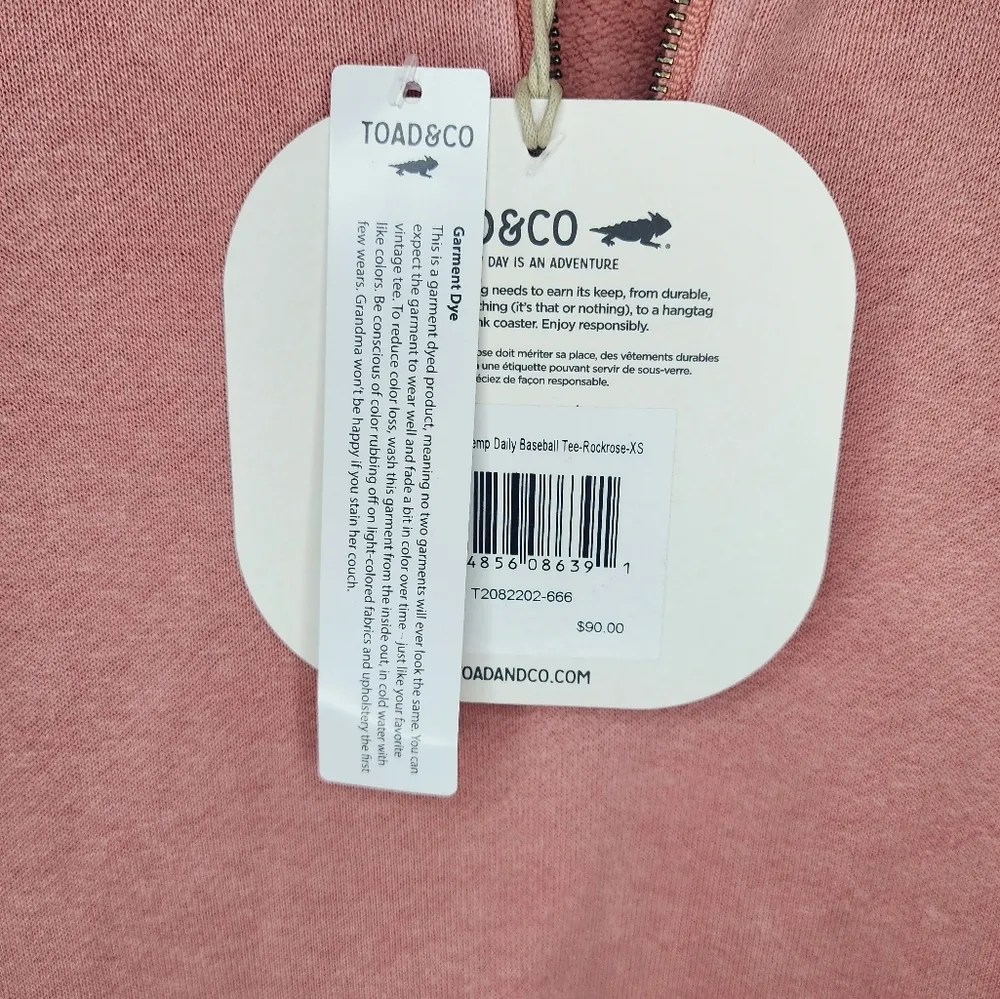 TOAD&CO
Garment Dye
This is a garment dyed product, meaning no two garments will ever look the same. You can
expect the garment to wear well and fade a bit in color over time -- just like your favorite
vintage tee. To reduce color loss, wash this garment from the inside out, in cold water with
like colors. Be conscious of color rubbing off on light-colored fabrics and upholstery the first
few wears. Grandma won't be happy if you stain her couch.
&CO
DAY IS AN ADVENTURE
needs to earn its keep, from durable,
(it's that or nothing), to a hangtag
coaster. Enjoy responsibly.
doit mériter sa place, des vêtements durables
une étiquette pouvant servir de sous-verre.
de façon responsable.
Daily Baseball Tee-Rockrose-XS
4856 08639 1
T2082202-666
$90.00
OADANDCO.COM